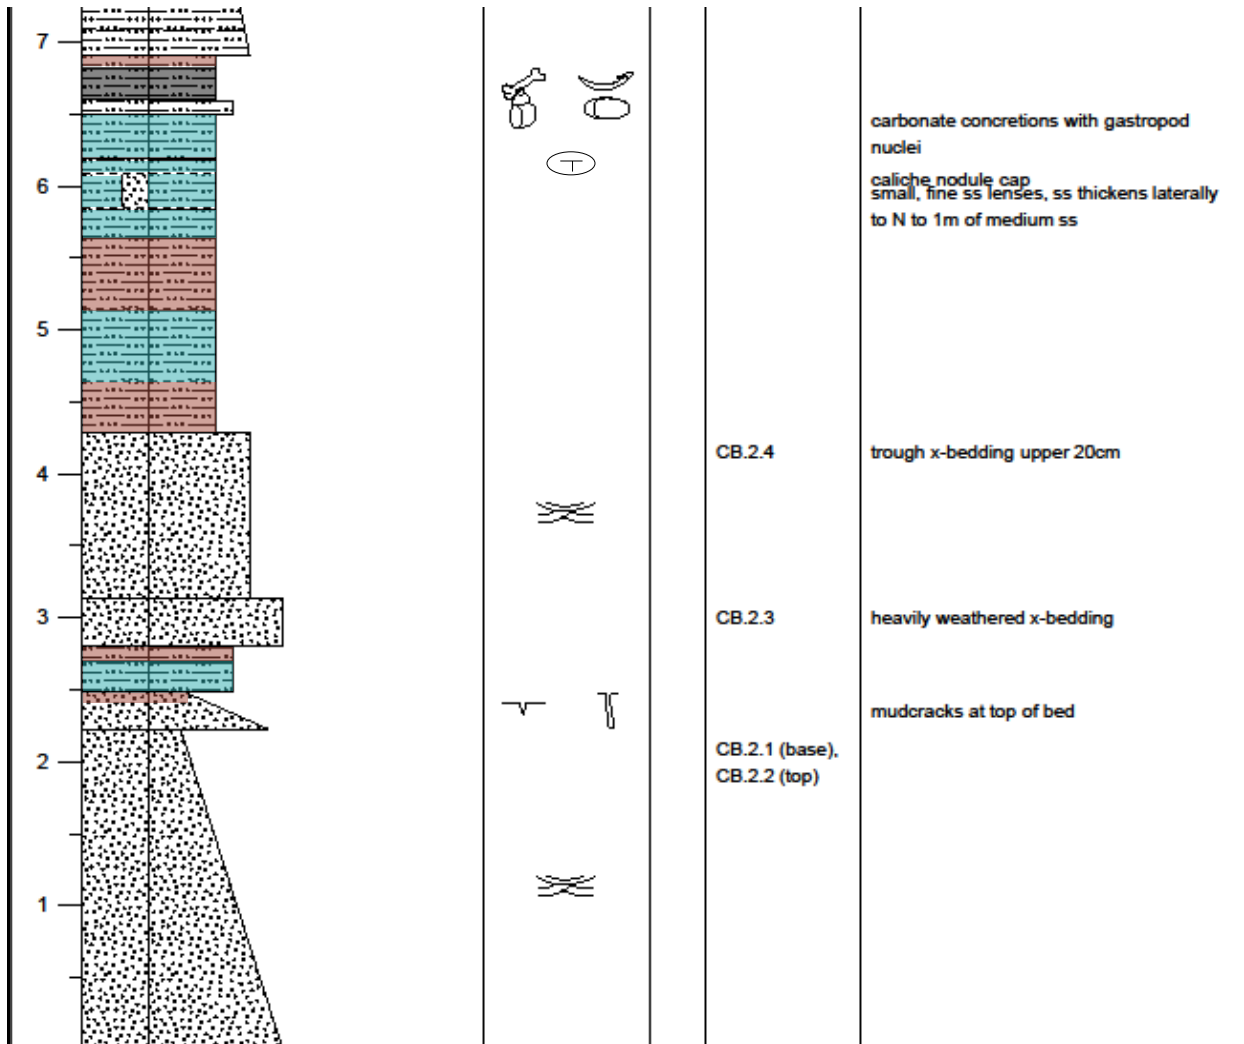 7
carbonate concretions with gastropod
nuclei
caliche nodule cap
6
small, fine ss lenses, ss thickens laterally
to N to 1m of medium ss
5
CB.2.4 trough x-bedding upper 20cm
4
3 CB.2.3 heavily weathered x-bedding
mudcracks at top of bed
CB.2.1 (base),
2
CB.2.2 (top)
1